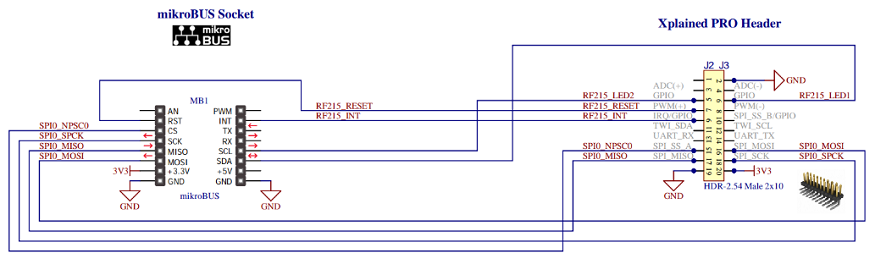 mikroBUS Socket
mikro
BUS
Xplained PRO Header
MB1
AN
RST
CS
SCK
MISO
MOSI
+3.3V
GND
PWM
INT
TX
RX
SCL
SDA
+5V
GND
mikroBUS
SPI0_NPSC0
SPI0_SPCK
SPI0_MISO
SPI0_MOSI
3V3
GND
GND
RF215_RESET
RF215_INT
RF215_LED2
RF215_RESET
RF215_INT
SPI0_NPSC0
SPI0_MISO
J2 J3
ADC(+)
GPIO
PWM(+)
IRQ/GPIO
TWI_SDA
UART_RX
SPI_SS_A
SPI_MISO
1 2
3 4
5 6
7 8
9 10
11 12
13 14
15 16
17 18
19 20
ADC(-)
GPIO
PWM(-)
SPI_SS_B/GPIO
TWI_SCL
UART_TX
SPI_MOSI
SPI_SCK
GND
RF215_LED1
SPI0_MOSI
SPI0_SPCK
3V3
GND
HDR-2.54 Male 2x10